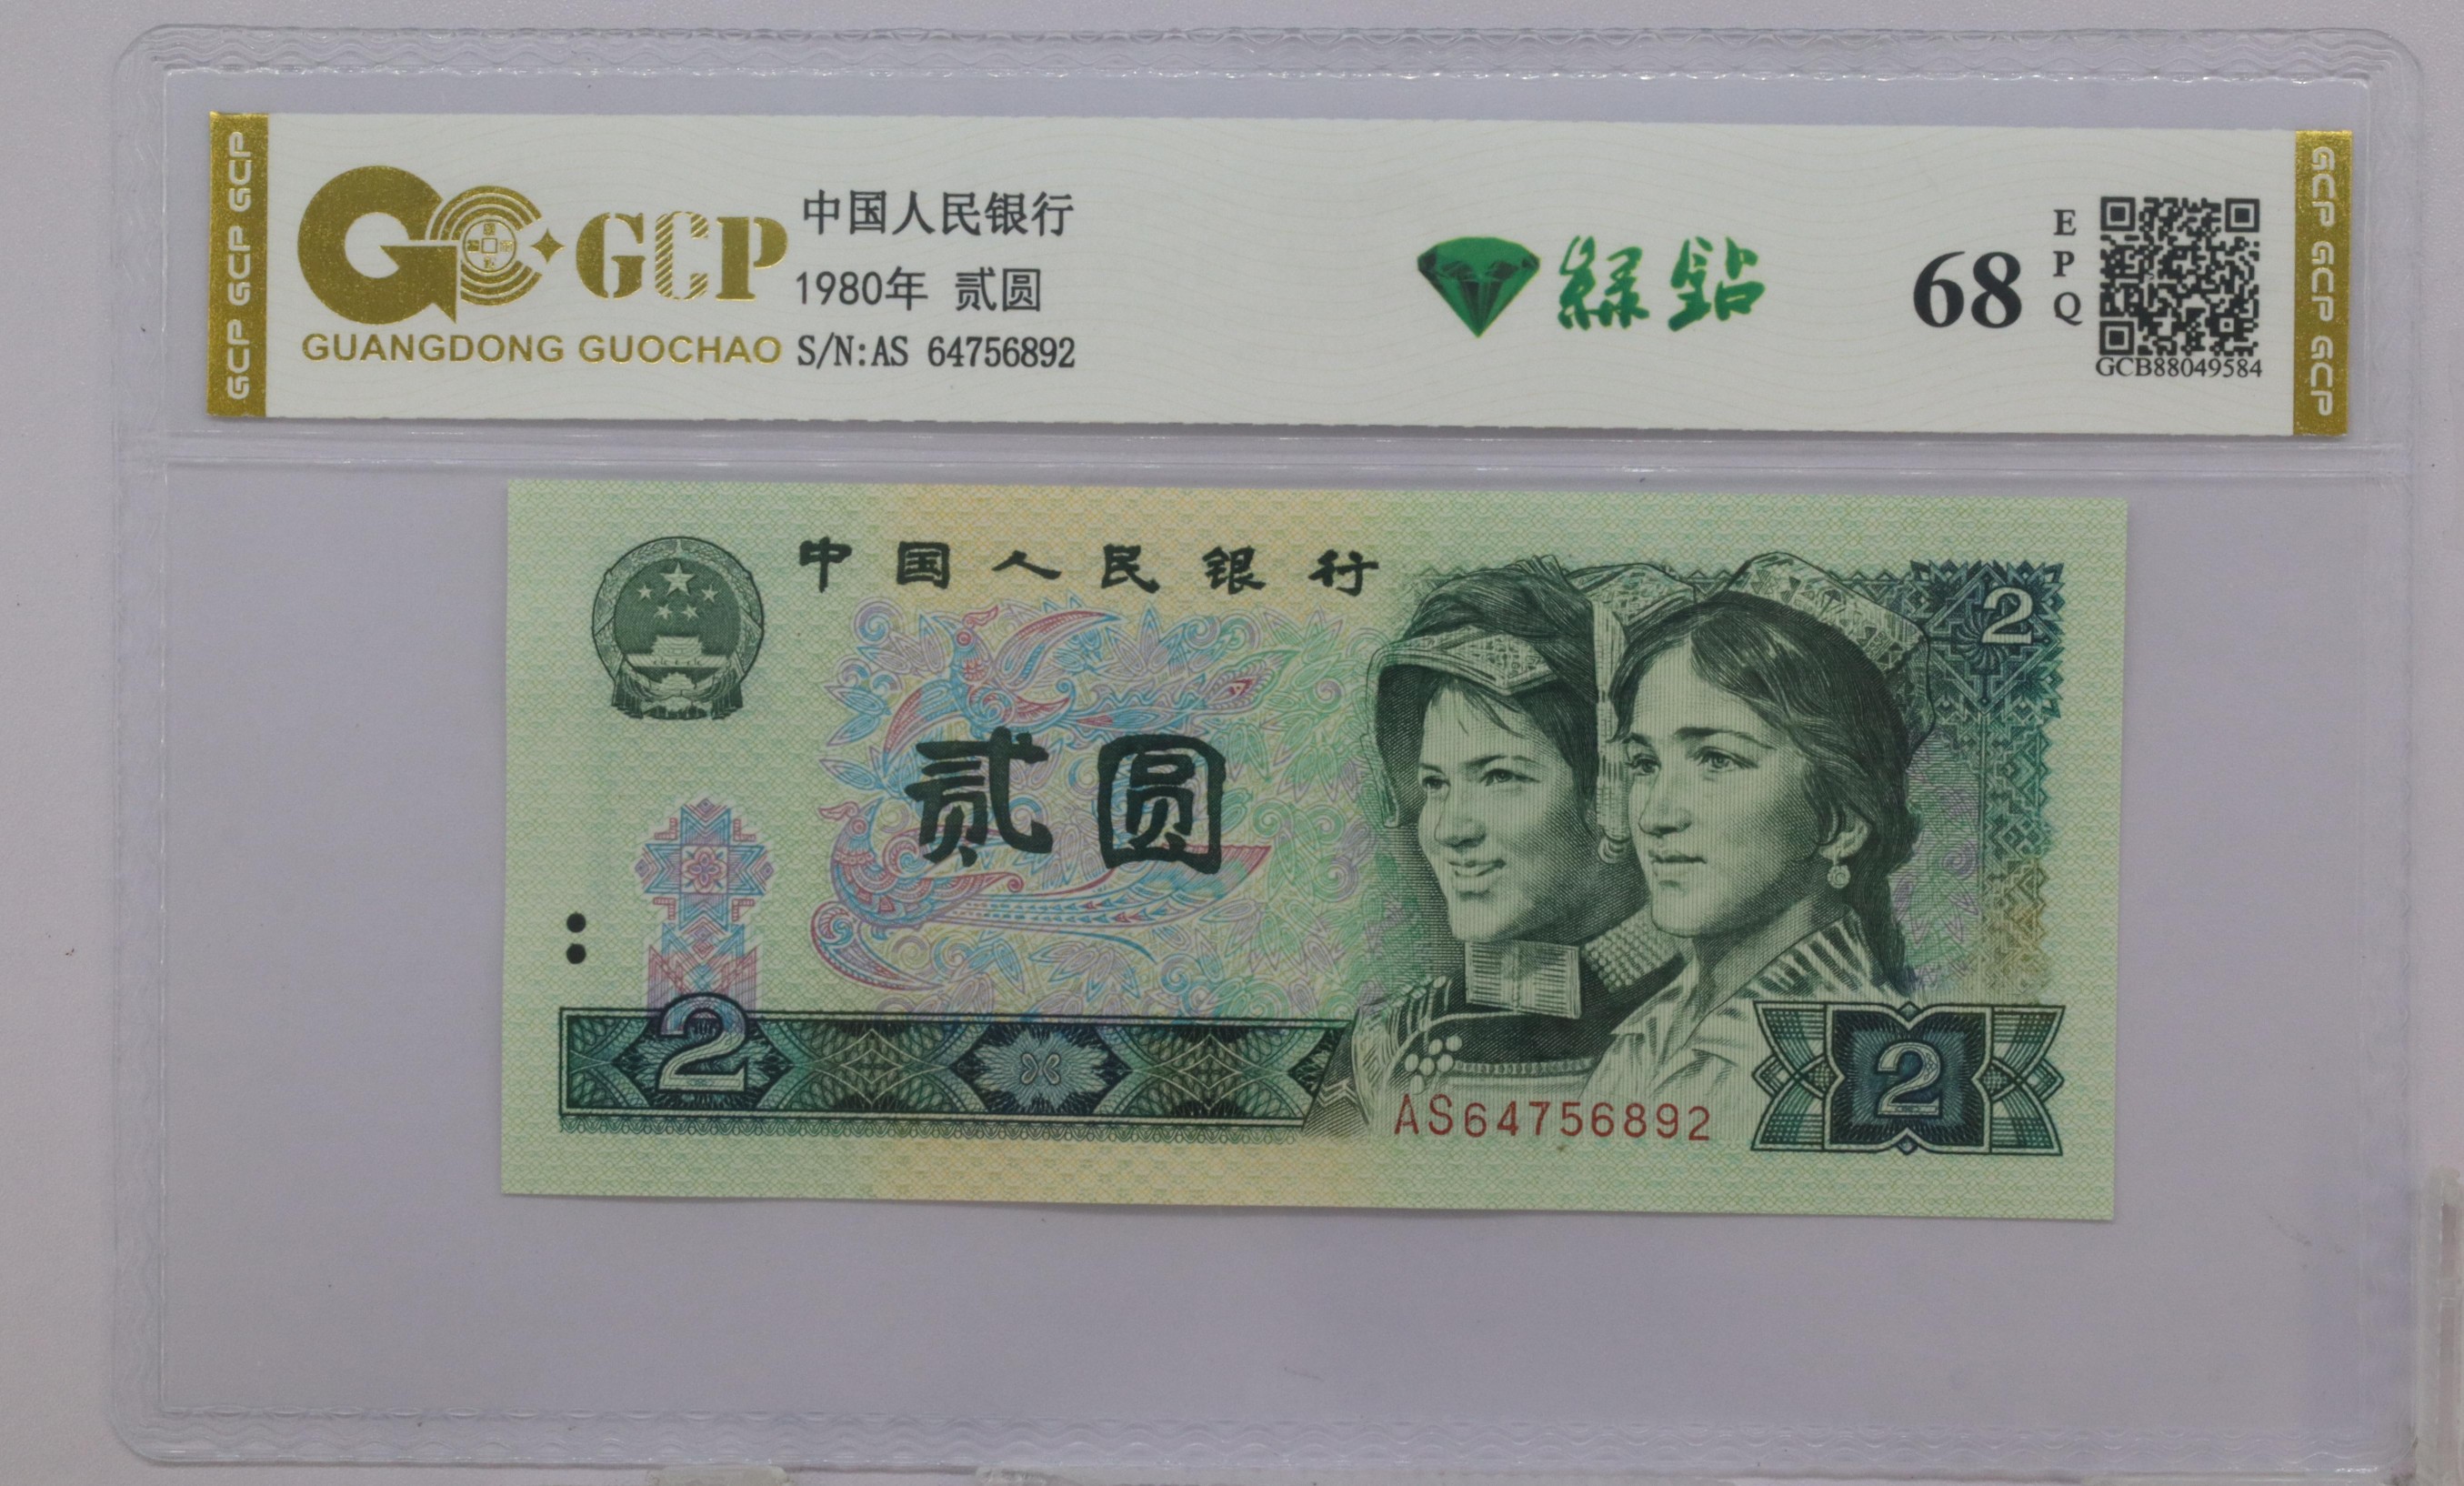 GCP GCP GCP
GCP
GUANGDONG GUOCHAO
中国人民银行
1980年 贰圆
S/N:AS 64756892
綠鉆
68
EPQ
GCB88049584
GCP GCP GCP
中国人民银行
2
贰圆
2
AS64756892
2